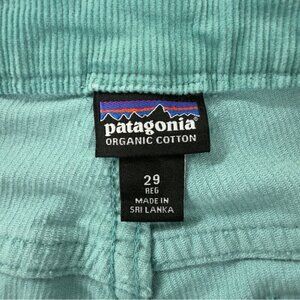 patagonia
ORGANIC COTTON
29
REG
MADE IN
SRI LANKA